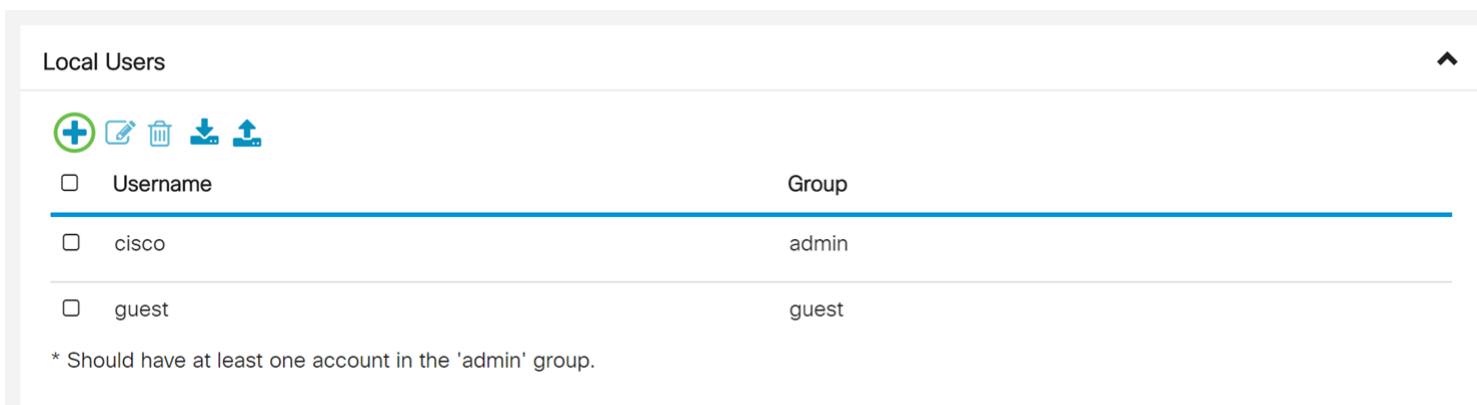 Local Users
Username Group
cisco admin
guest guest
* Should have at least one account in the 'admin' group.